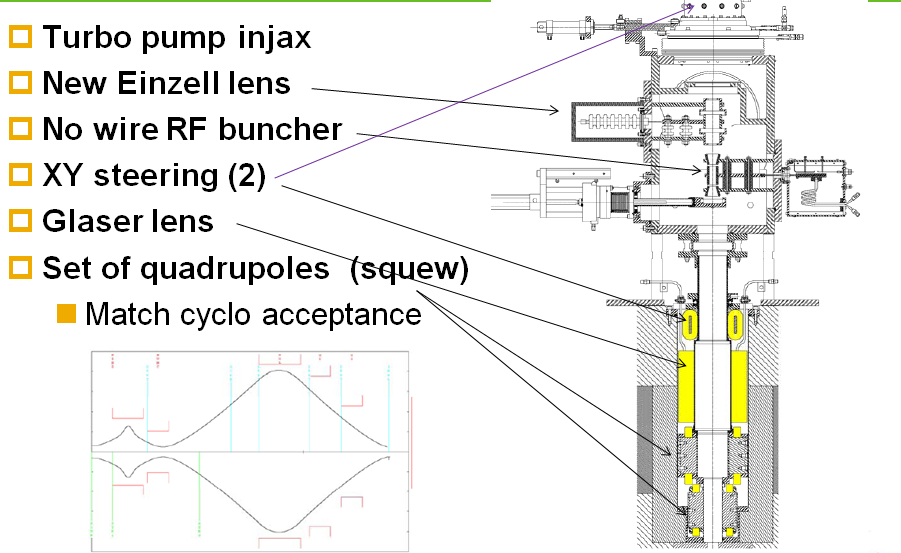 Turbo pump injax
New Einzell lens
No wire RF buncher
XY steering (2)
Glaser lens
Set of quadrupoles (squew)
Match cyclo acceptance